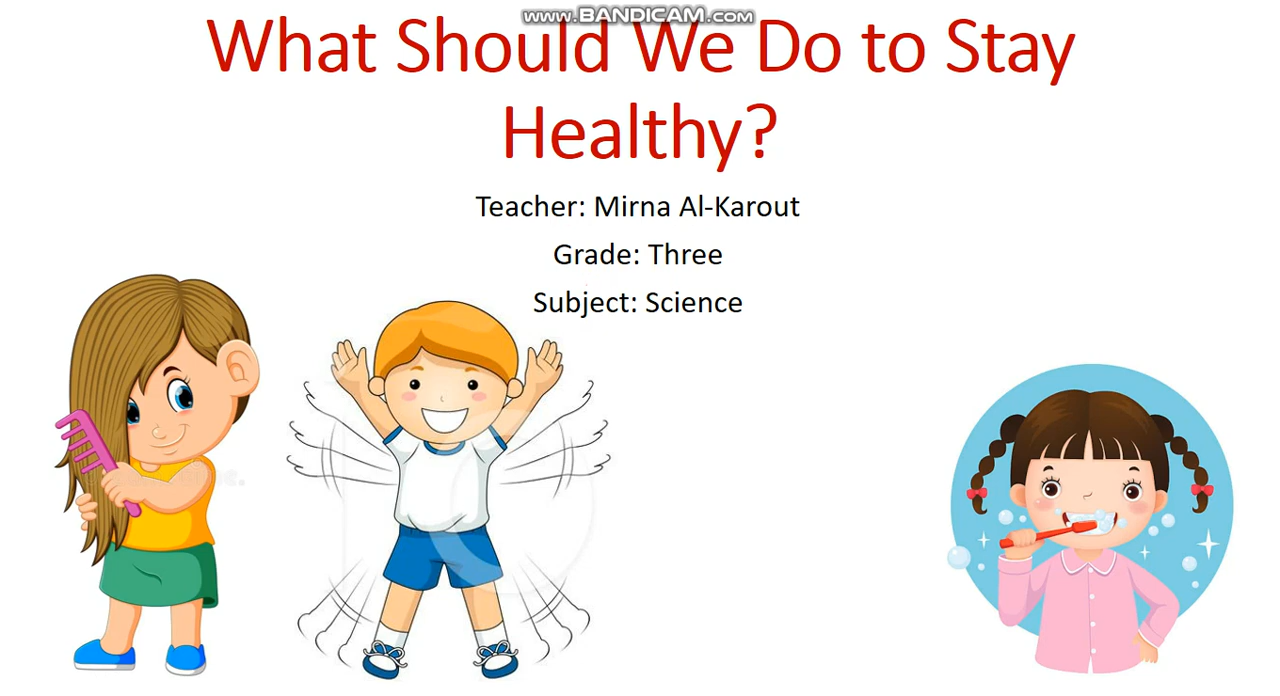 www.BANDICAM.com
What Should We Do to Stay
Healthy?
Teacher: Mirna Al-Karout
Grade: Three
Subject: Science